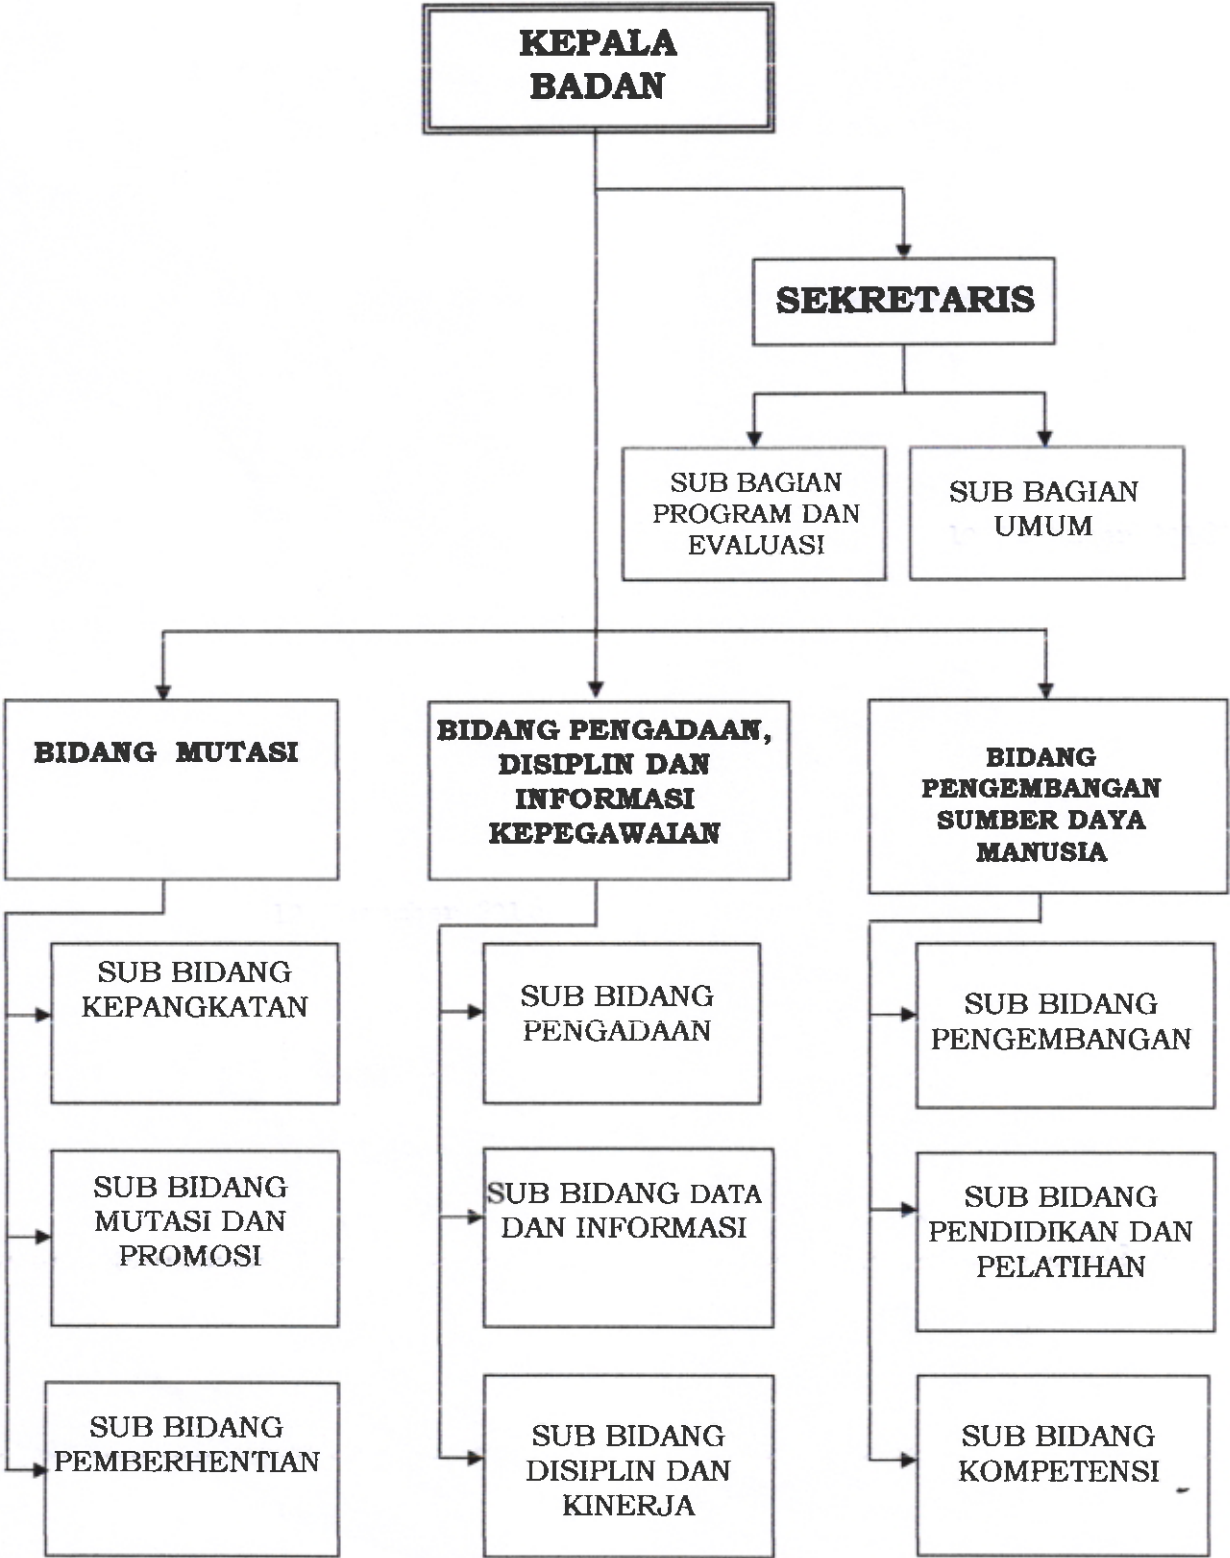 KEPALA
BADAN
SEKRETARIS
SUB BAGIAN
PROGRAM DAN
EVALUASI
SUB BAGIAN
UMUM
BIDANG MUTASI
BIDANG PENGADAAN,
DISIPLIN DAN
INFORMASI
KEPEGAWAIAN
BIDANG
PENGEMBANGAN
SUMBER DAYA
MANUSIA
SUB BIDANG
KEPANGKATAN
SUB BIDANG
PENGADAAN
SUB BIDANG
PENGEMBANGAN
SUB BIDANG
MUTASI DAN
PROMOSI
SUB BIDANG DATA
DAN INFORMASI
SUB BIDANG
PENDIDIKAN DAN
PELATIHAN
SUB BIDANG
PEMBERHENTIAN
SUB BIDANG
DISIPLIN DAN
KINERJA
SUB BIDANG
KOMPETENSI